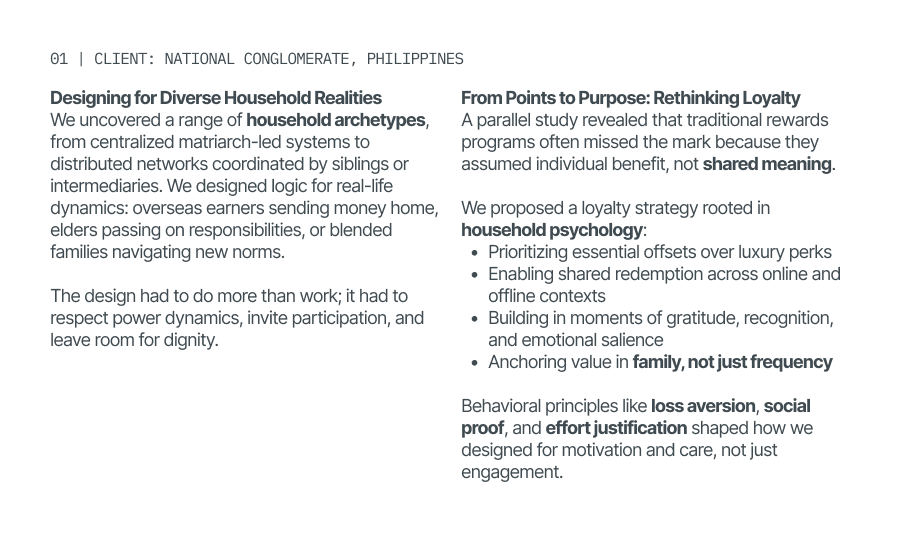 01 | CLIENT: NATIONAL CONGLOMERATE, PHILIPPINES
Designing for Diverse Household Realities
We uncovered a range of household archetypes,
from centralized matriarch-led systems to
distributed networks coordinated by siblings or
intermediaries. We designed logic for real-life
dynamics: overseas earners sending money home,
elders passing on responsibilities, or blended
families navigating new norms.
The design had to do more than work; it had to
respect power dynamics, invite participation, and
leave room for dignity.
From Points to Purpose: Rethinking Loyalty
A parallel study revealed that traditional rewards
programs often missed the mark because they
assumed individual benefit, not shared meaning.
We proposed a loyalty strategy rooted in
household psychology:
• Prioritizing essential offsets over luxury perks
• Enabling shared redemption across online and
offline contexts
• Building in moments of gratitude, recognition,
and emotional salience
• Anchoring value in family, not just frequency
Behavioral principles like loss aversion, social
proof, and effort justification shaped how we
designed for motivation and care, not just
engagement.